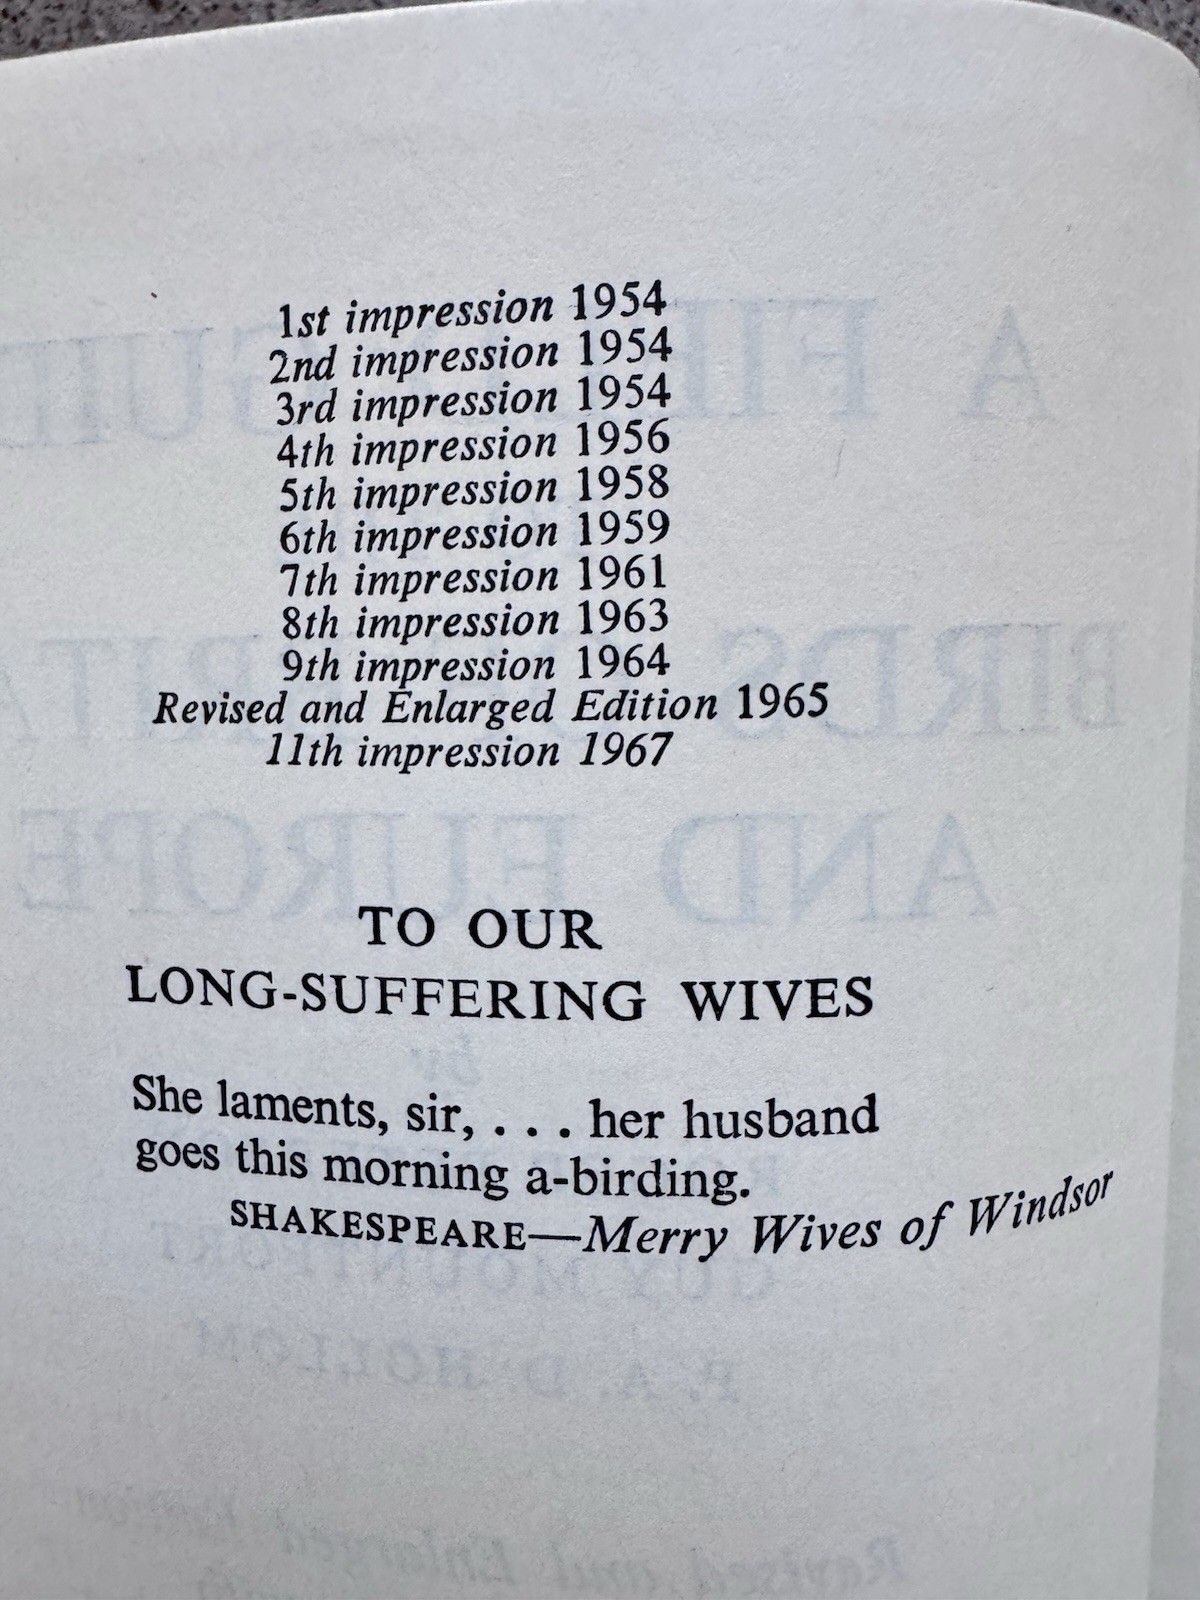 1st impression 1954
2nd impression 1954
3rd impression 1954
4th impression 1956
5th impression 1958
6th impression 1959
7th impression 1961
8th impression 1963
9th impression 1964
Revised and Enlarged Edition 1965
11th impression 1967
TO OUR
LONG-SUFFERING WIVES
She laments, sir, . . . her husband
goes this morning a-birding.
SHAKESPEARE—Merry Wives of Windsor